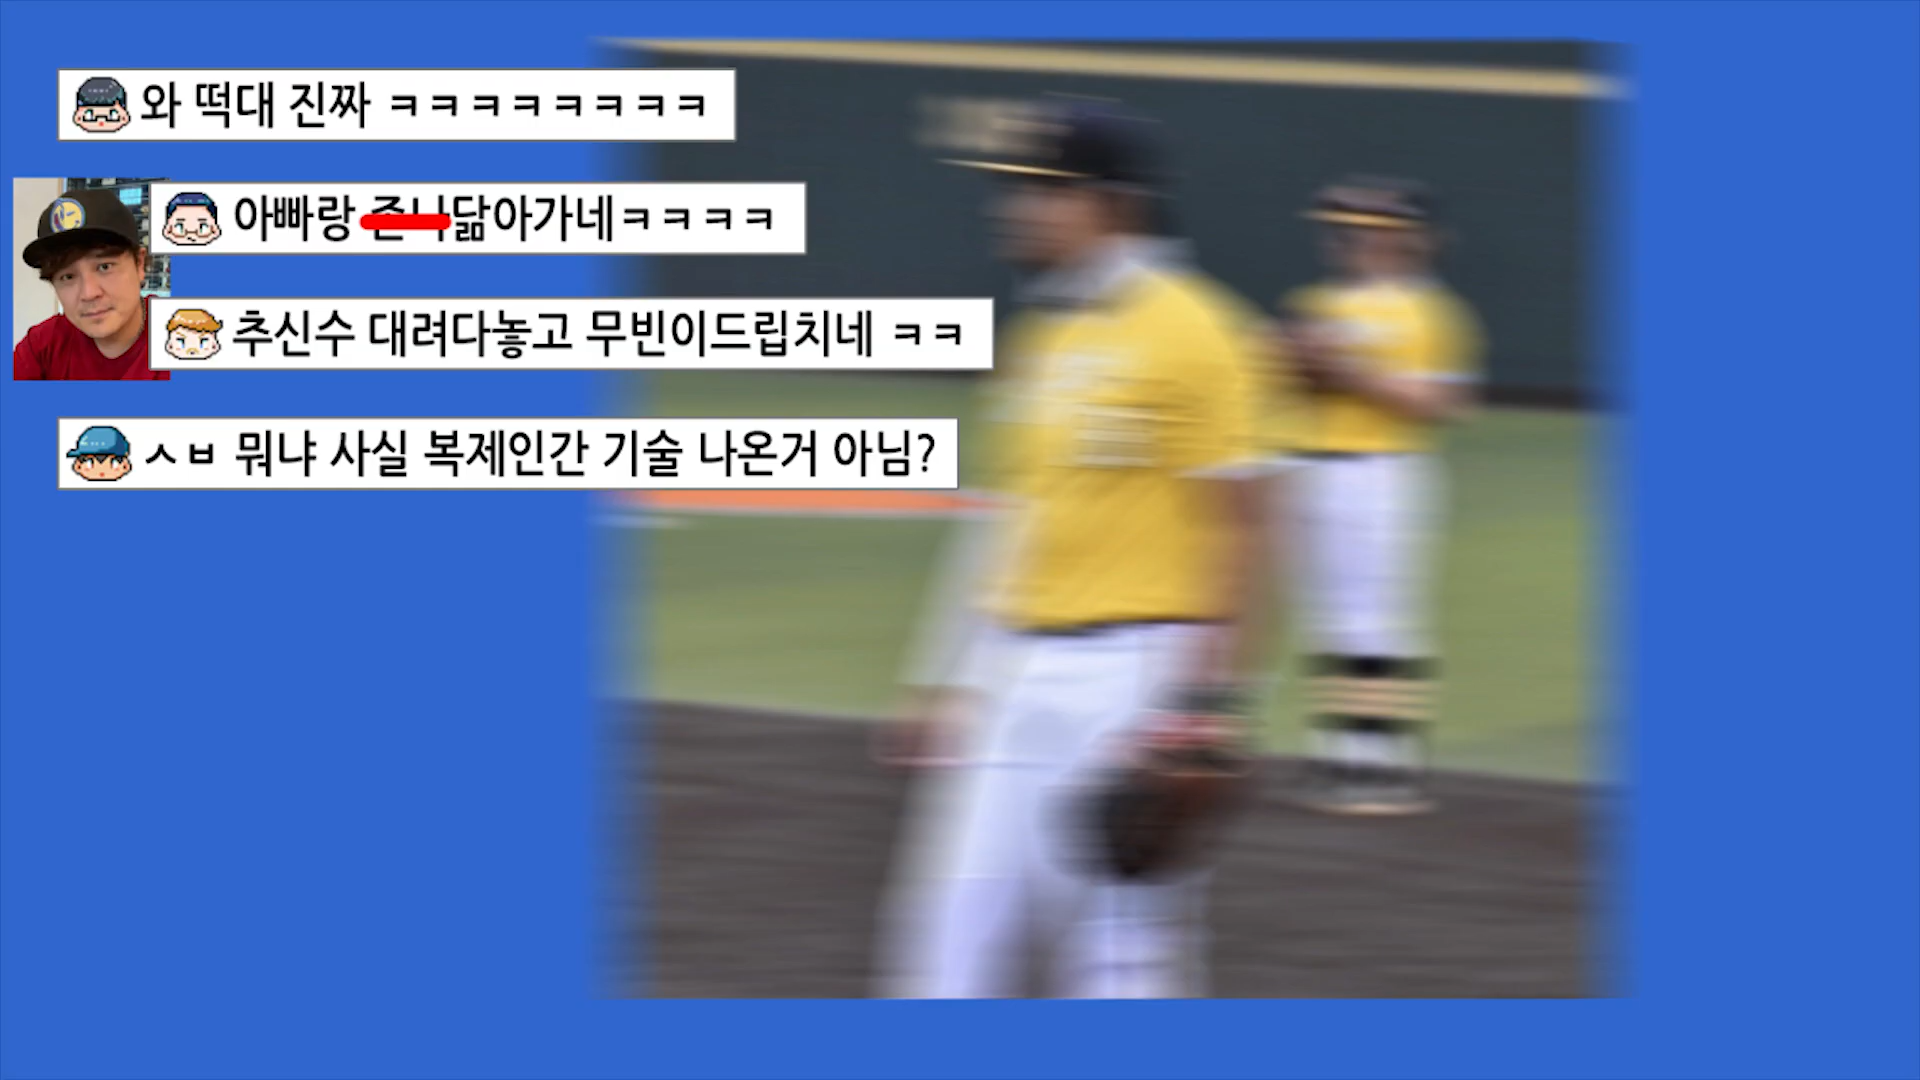 와 떡대 진짜 ㅋㅋㅋㅋㅋㅋㅋㅋ
아빠랑 존나닮아가네ㅋㅋㅋㅋ
추신수 대려다놓고 무빈이드립치네 ㅋㅋ
ㅅㅂ 뭐냐 사실 복제인간 기술 나온거 아님?